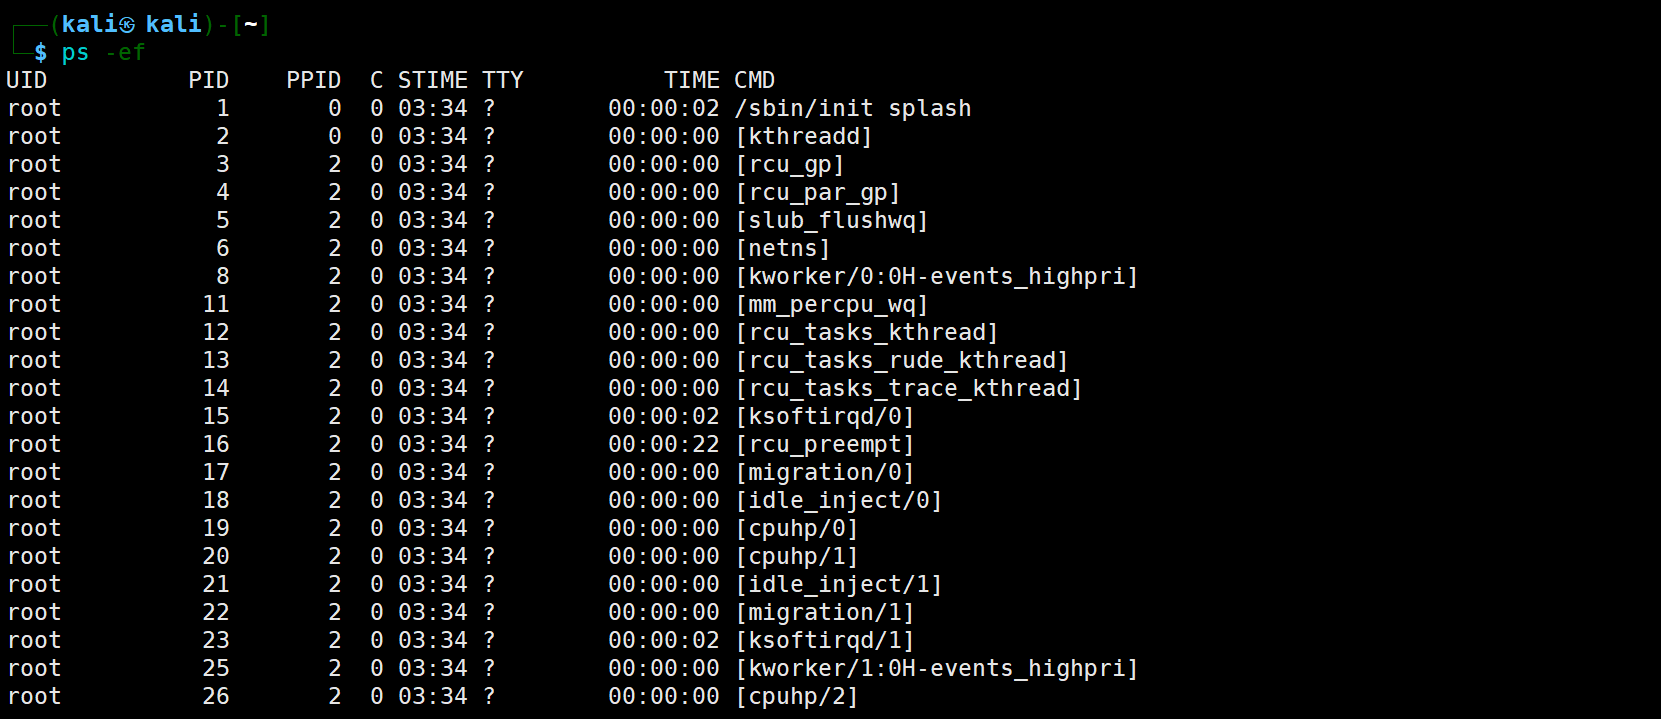 (kali㉿kali)-[~]
$ ps -ef
UID          PID    PPID  C STIME TTY          TIME CMD
root           1       0  0 03:34 ?        00:00:02 /sbin/init splash
root           2       0  0 03:34 ?        00:00:00 [kthreadd]
root           3       2  0 03:34 ?        00:00:00 [rcu_gp]
root           4       2  0 03:34 ?        00:00:00 [rcu_par_gp]
root           5       2  0 03:34 ?        00:00:00 [slub_flushwq]
root           6       2  0 03:34 ?        00:00:00 [netns]
root           8       2  0 03:34 ?        00:00:00 [kworker/0:0H-events_highpri]
root          11       2  0 03:34 ?        00:00:00 [mm_percpu_wq]
root          12       2  0 03:34 ?        00:00:00 [rcu_tasks_kthread]
root          13       2  0 03:34 ?        00:00:00 [rcu_tasks_rude_kthread]
root          14       2  0 03:34 ?        00:00:00 [rcu_tasks_trace_kthread]
root          15       2  0 03:34 ?        00:00:02 [ksoftirqd/0]
root          16       2  0 03:34 ?        00:00:22 [rcu_preempt]
root          17       2  0 03:34 ?        00:00:00 [migration/0]
root          18       2  0 03:34 ?        00:00:00 [idle_inject/0]
root          19       2  0 03:34 ?        00:00:00 [cpuhp/0]
root          20       2  0 03:34 ?        00:00:00 [cpuhp/1]
root          21       2  0 03:34 ?        00:00:00 [idle_inject/1]
root          22       2  0 03:34 ?        00:00:00 [migration/1]
root          23       2  0 03:34 ?        00:00:02 [ksoftirqd/1]
root          25       2  0 03:34 ?        00:00:00 [kworker/1:0H-events_highpri]
root          26       2  0 03:34 ?        00:00:00 [cpuhp/2]